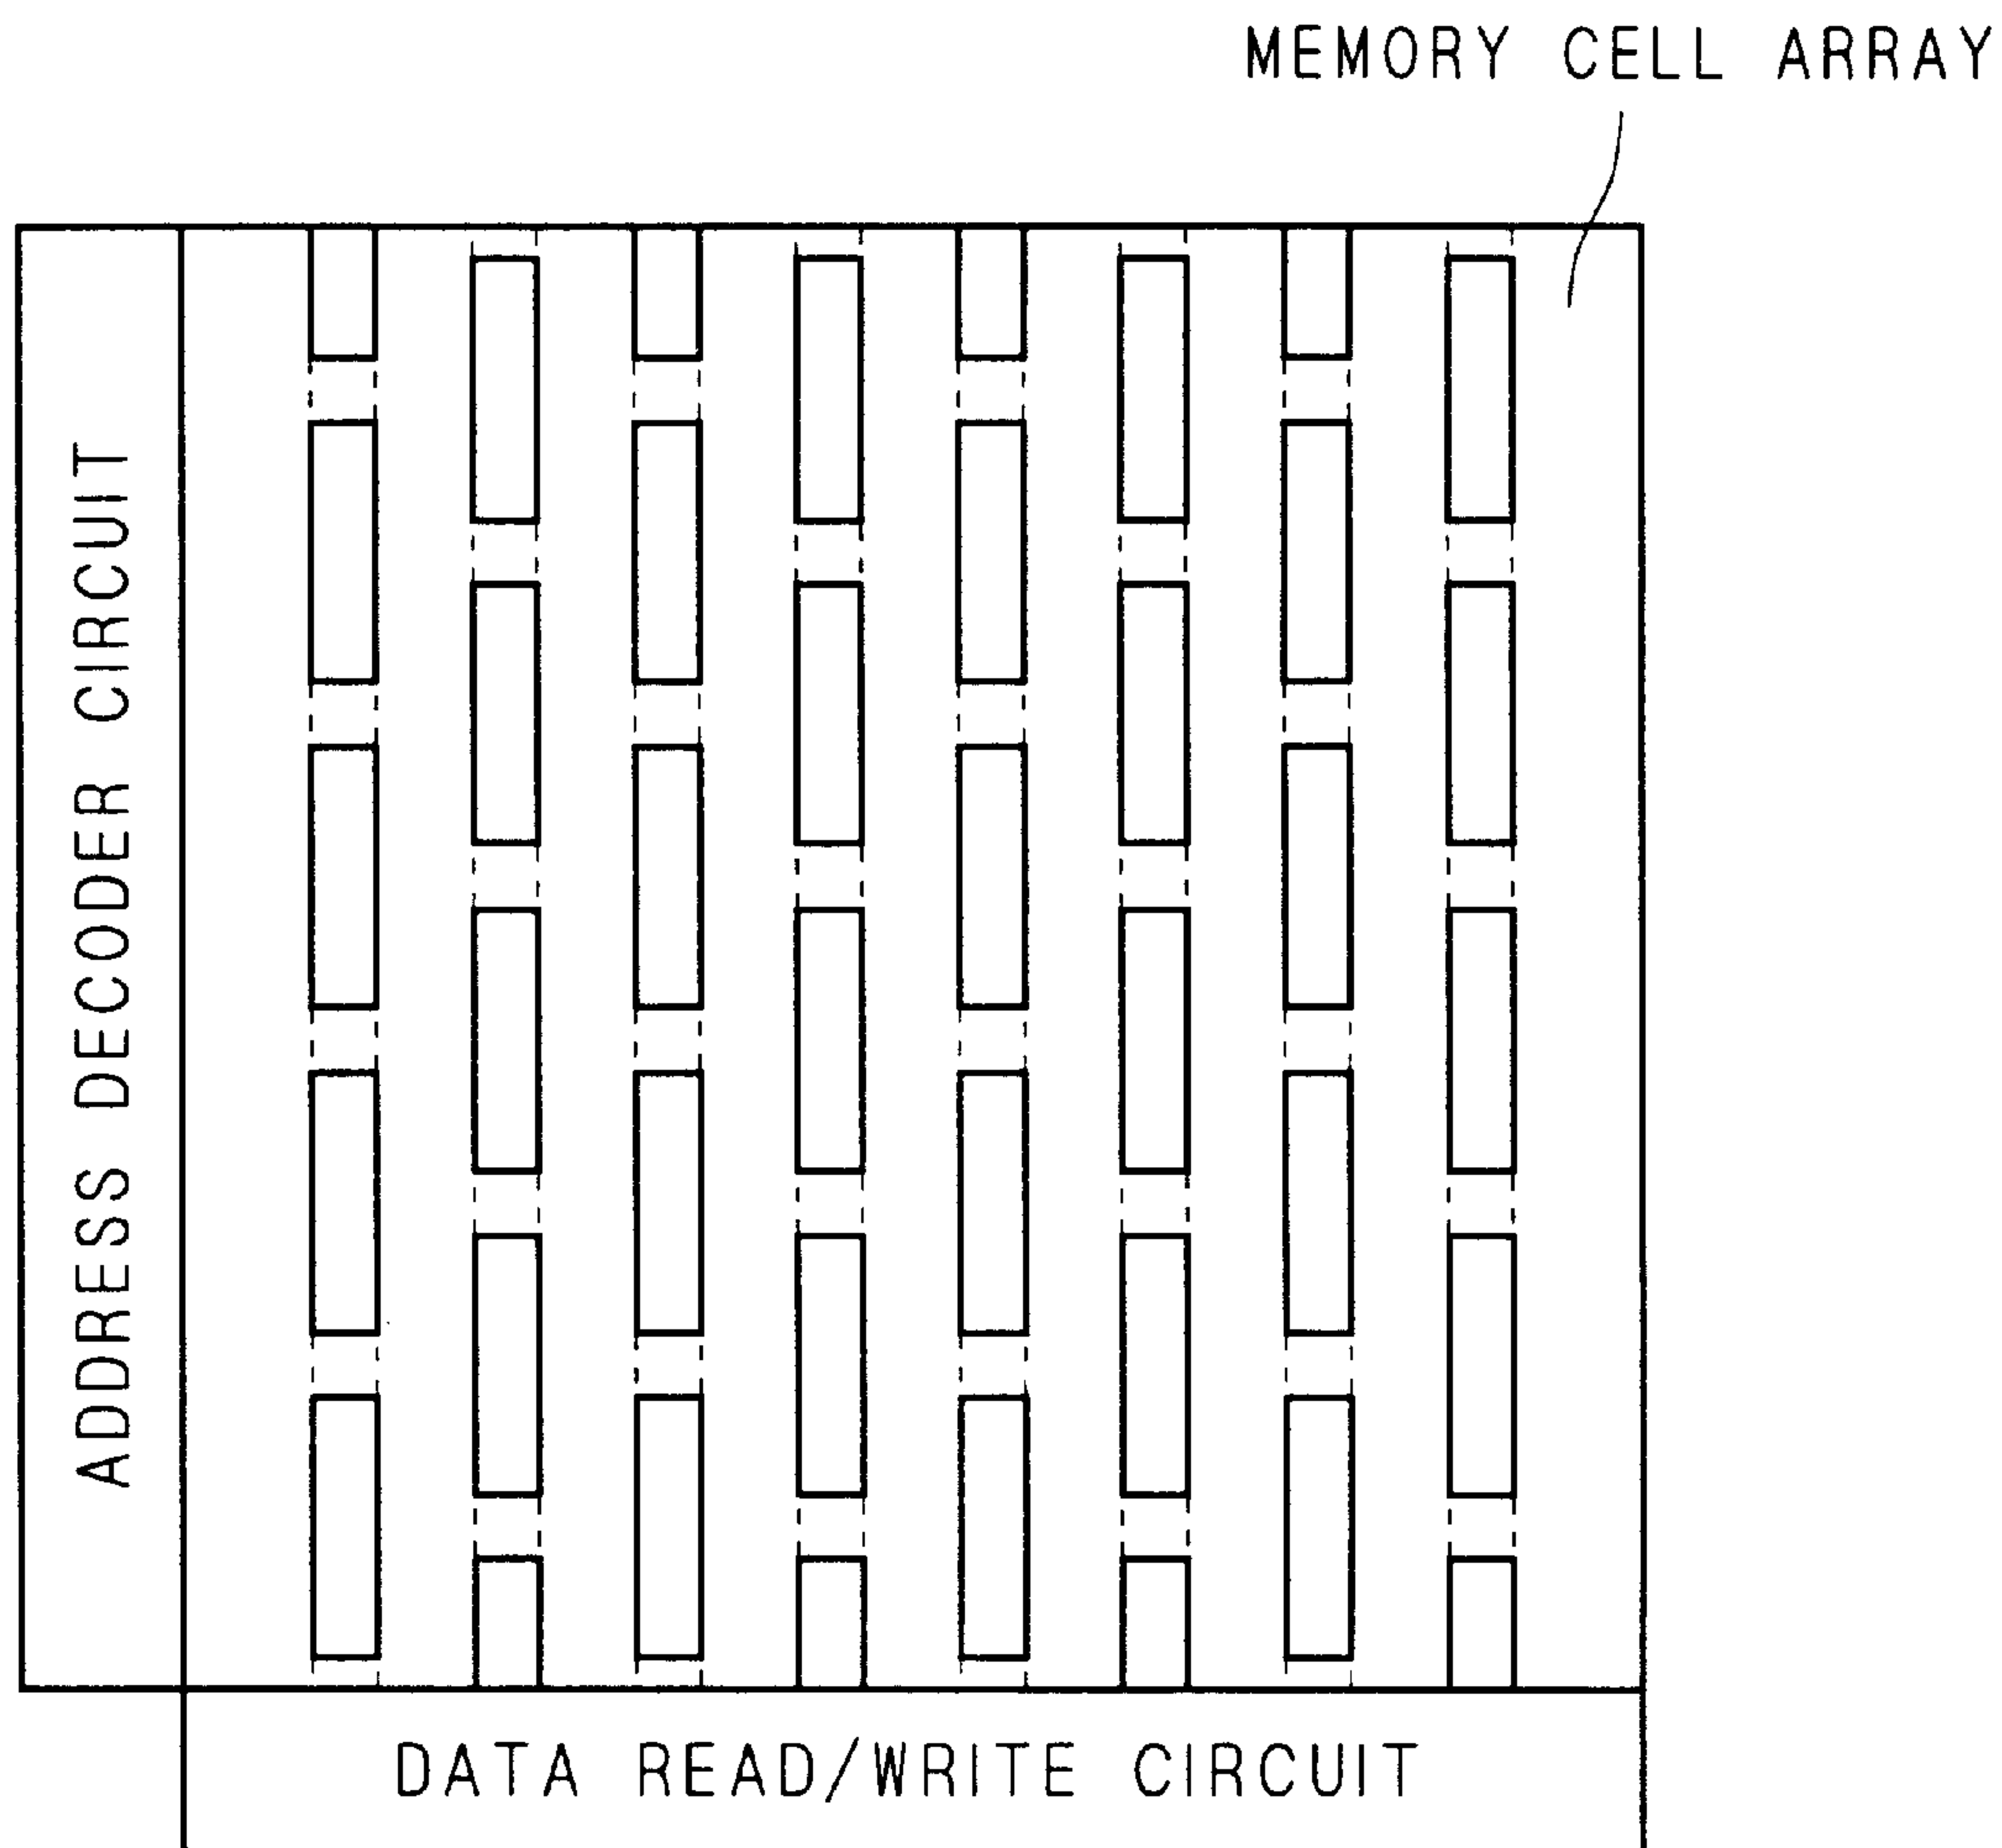 MEMORY CELL ARRAY
ADDRESS DECODER CIRCUIT
DATA READ/WRITE CIRCUIT